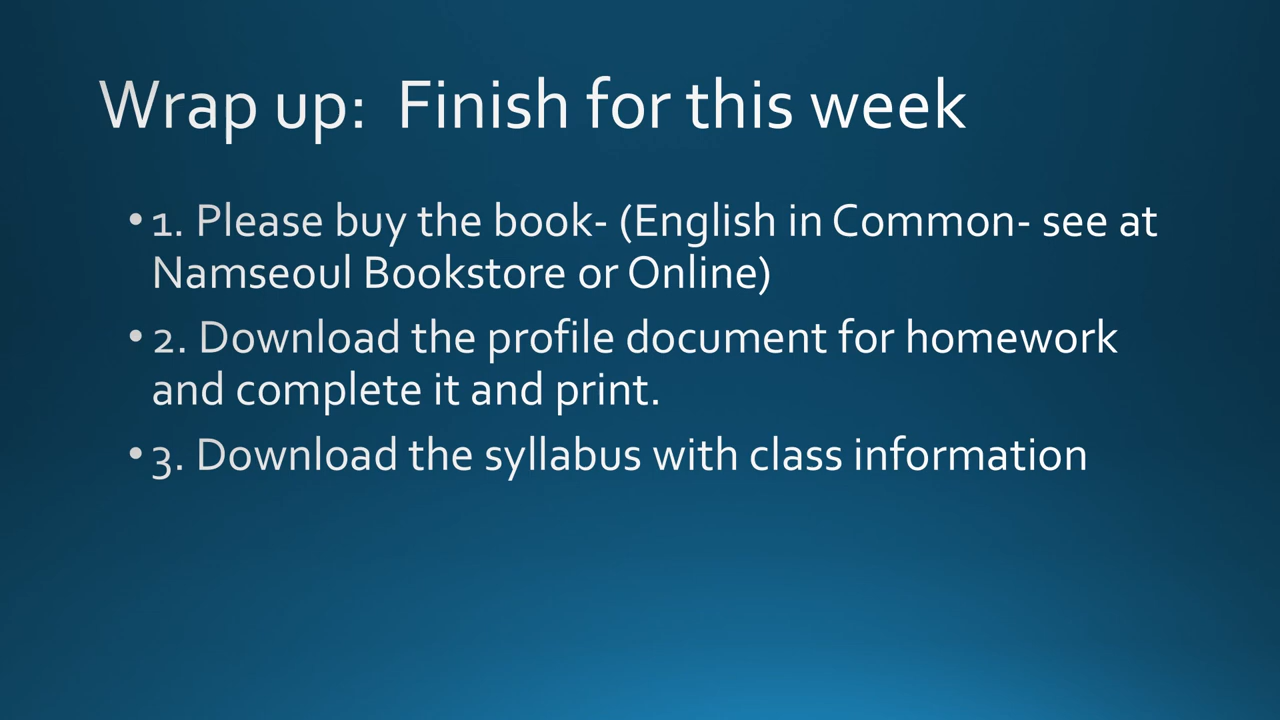 Wrap up:  Finish for this week
• 1. Please buy the book- (English in Common- see at
Namseoul Bookstore or Online)
• 2. Download the profile document for homework
and complete it and print.
• 3. Download the syllabus with class information